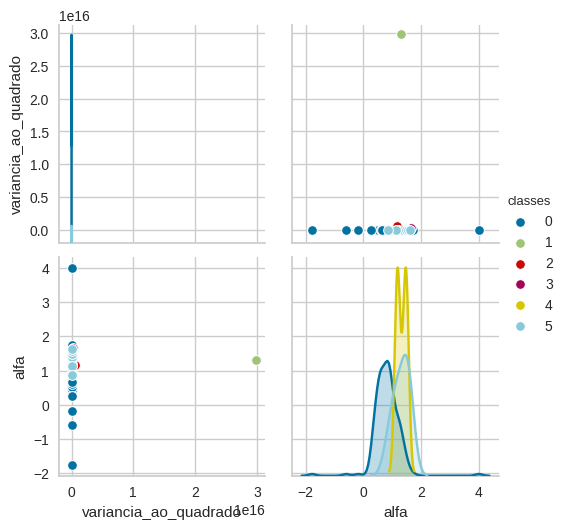 1e16
3.0
2.5
2.0
1.5
1.0
0.5
0.0
variancia_ao_quadrado
classes
0
1
2
3
4
5
4
3
2
1
0
−1
−2
alfa
0 1 2 3
1e16
variancia_ao_quadrado
−2 0 2 4
alfa